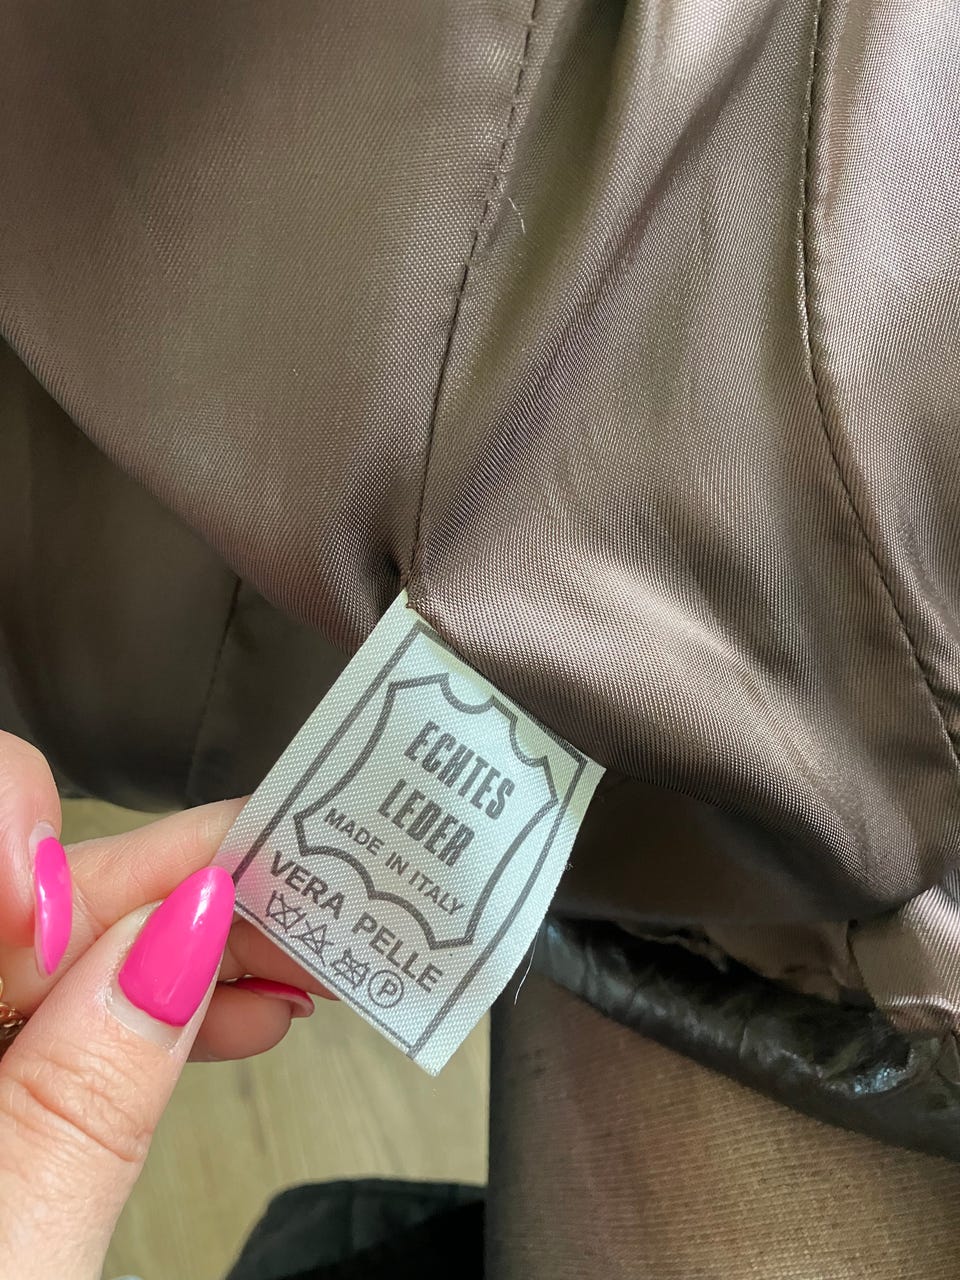 ECHTES
LEDER
MADE IN ITALY
VERA PELLE
P